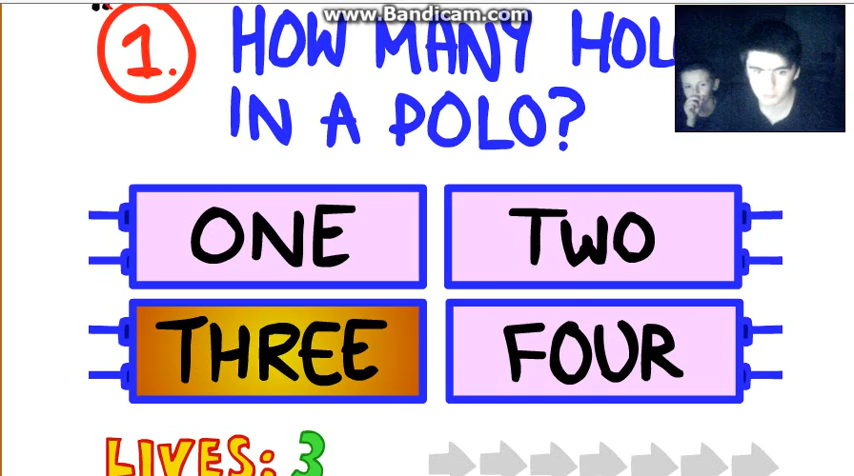 www.Bandicam.com
1. HOW MANY HOL
IN A POLO?
ONE
TWO
THREE
FOUR
LIVES: 3